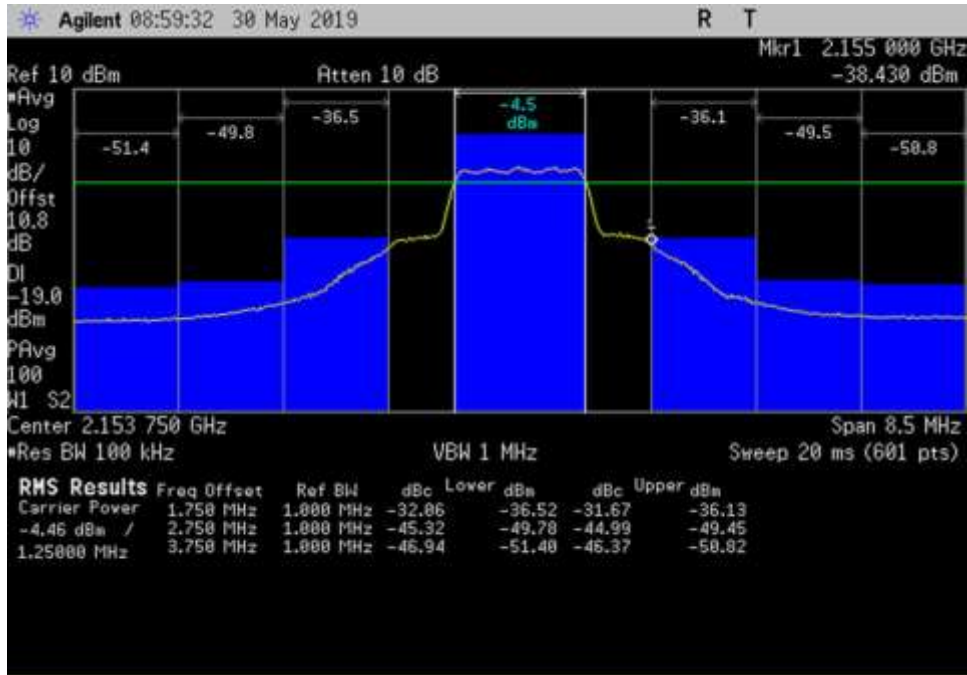 Agilent 08:59:32 30 May 2019 R T
Mkr1 2.155 000 GHz
Ref 10 dBm Atten 10 dB -38.430 dBm
#Avg
Log
10
dB/
Offst
10.8
dB
DI
-19.0
dBm
PAvg
100
W1 S2
-51.4 -49.8 -36.5 -4.5 dBm -36.1 -49.5 -50.8
1
Center 2.153 750 GHz Span 8.5 MHz
#Res BW 100 kHz VBW 1 MHz Sweep 20 ms (601 pts)
RMS Results Freq Offset Ref BW dBc Lower dBm dBc Upper dBm
Carrier Power 1.750 MHz 1.000 MHz -32.06 -36.52 -31.67 -36.13
-4.46 dBm / 2.750 MHz 1.000 MHz -45.32 -49.78 -44.99 -49.45
1.25000 MHz 3.750 MHz 1.000 MHz -46.94 -51.40 -46.37 -50.82